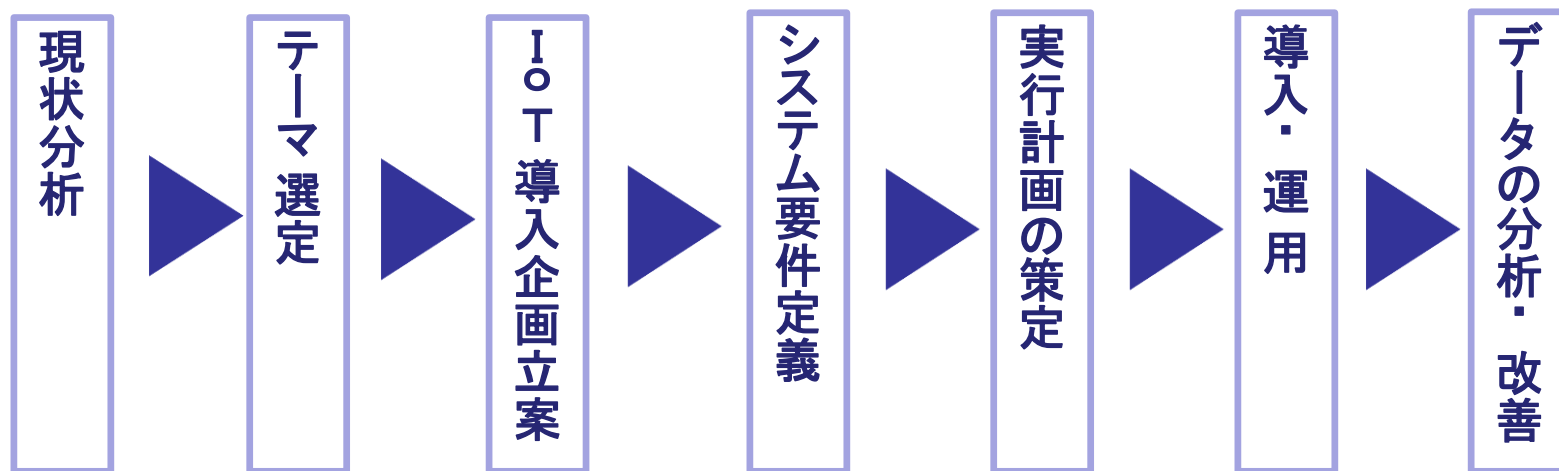 現状分析
テーマ選定
IoT導入企画立案
システム要件定義
実行計画の策定
導入・運用
データの分析・改善